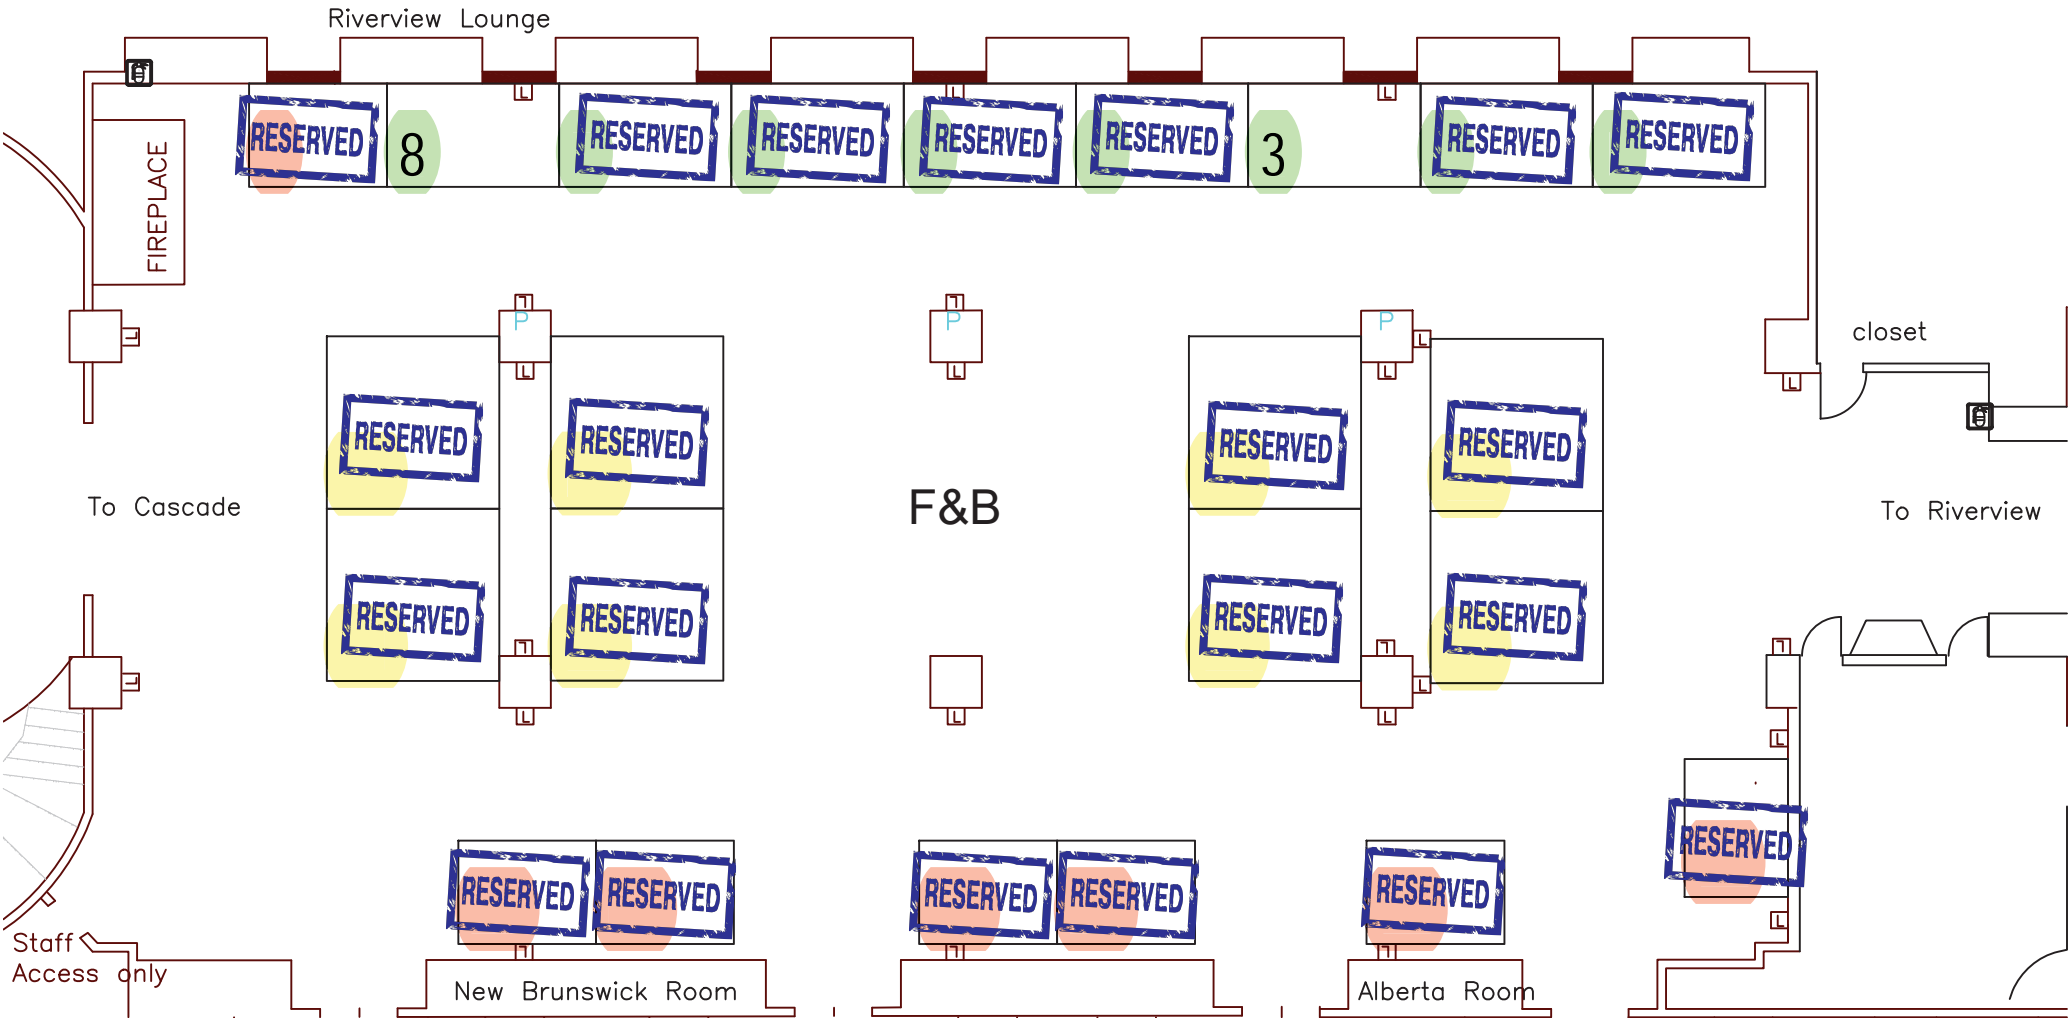 Riverview Lounge
RESERVED
8
RESERVED
RESERVED
L
RESERVED
RESERVED
3
L
RESERVED
RESERVED
L
FIREPLACE
L
P
L
P
L
P
L
L
L
L
closet
L
RESERVED
RESERVED
RESERVED
RESERVED
To Cascade
F&B
To Riverview
RESERVED
RESERVED
RESERVED
RESERVED
L
L
L
L
L
L
L
L
L
RESERVED
RESERVED
RESERVED
RESERVED
RESERVED
RESERVED
L
L
L
L
Staff
Access only
New Brunswick Room
Alberta Room